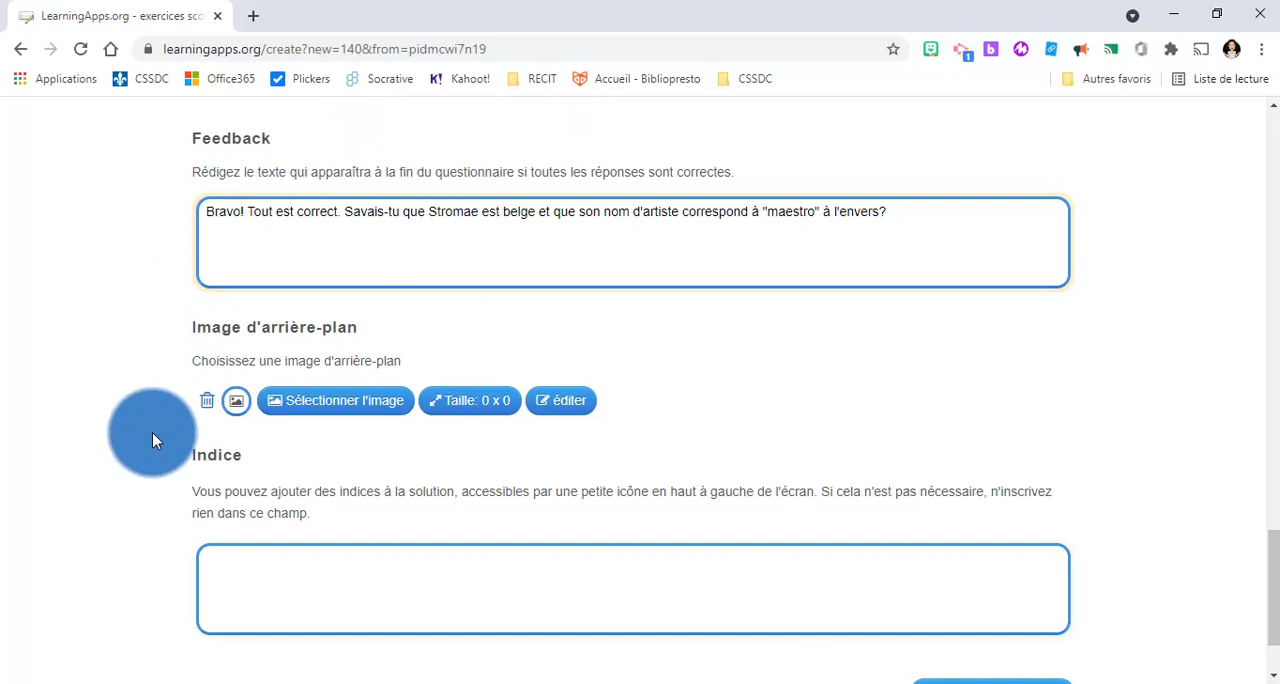 LearningApps.org - exercices sco
learningapps.org/create?new=140&from=pidmcwi7n19
1
Applications CSSDC Office365 Plickers Socrative K! Kahoot! RECIT Accueil - Bibliopresto CSSDC Autres favoris Liste de lecture
Feedback
Rédigez le texte qui apparaîtra à la fin du questionnaire si toutes les réponses sont correctes.
Bravo! Tout est correct. Savais-tu que Stromae est belge et que son nom d'artiste correspond à "maestro" à l'envers?
Image d'arrière-plan
Choisissez une image d'arrière-plan
Sélectionner l'image Taille: 0 x 0 éditer
Indice
Vous pouvez ajouter des indices à la solution, accessibles par une petite icône en haut à gauche de l'écran. Si cela n'est pas nécessaire, n'inscrivez
rien dans ce champ.